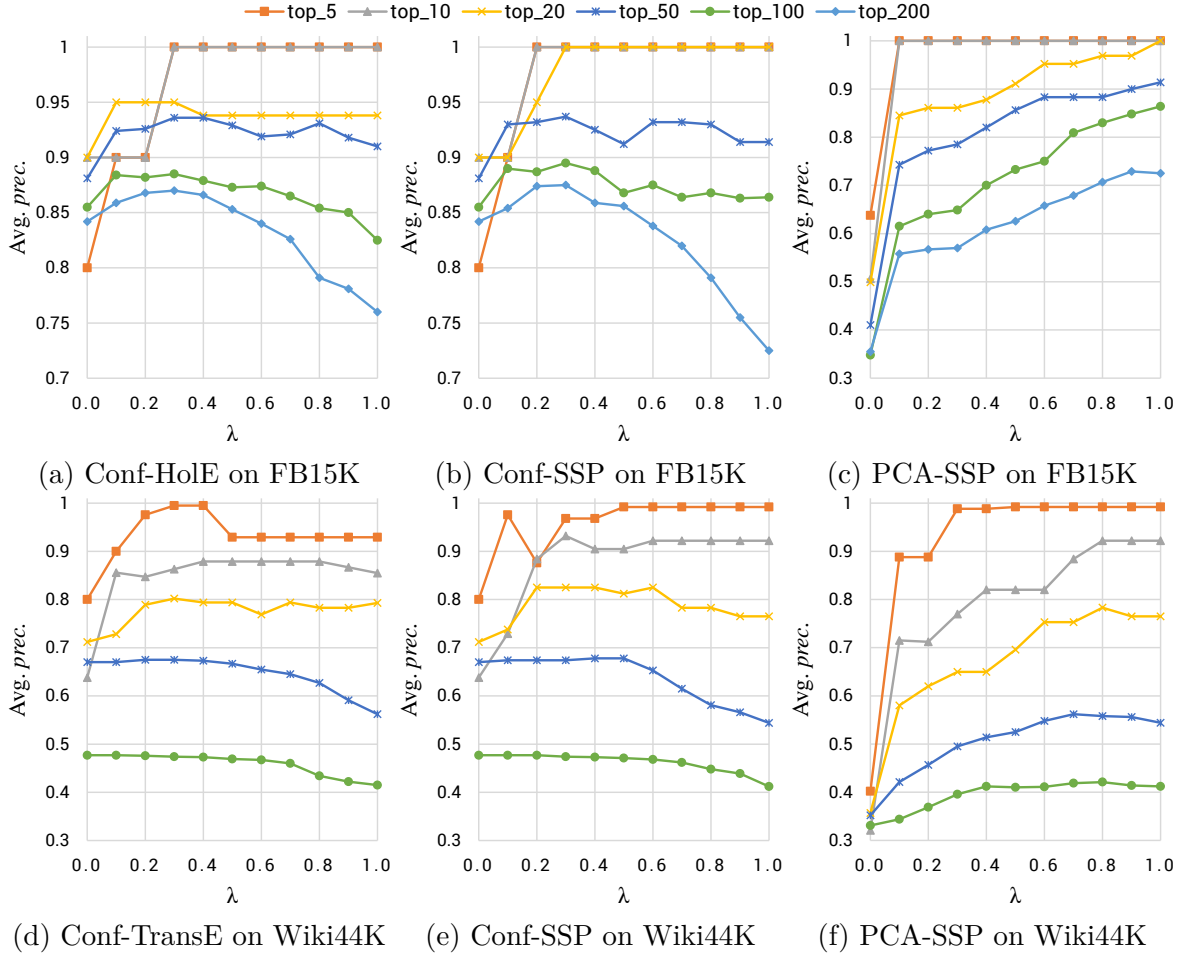 top_5 top_10 top_20 top_50 top_100 top_200
1
0.95
0.9
0.85
0.8
0.75
0.7
Avg. prec.
0.0 0.2 0.4 0.6 0.8 1.0
λ
(a) Conf-HolE on FB15K
1
0.95
0.9
0.85
0.8
0.75
0.7
Avg. prec.
0.0 0.2 0.4 0.6 0.8 1.0
λ
(b) Conf-SSP on FB15K
1
0.9
0.8
0.7
0.6
0.5
0.4
0.3
Avg. prec.
0.0 0.2 0.4 0.6 0.8 1.0
λ
(c) PCA-SSP on FB15K
1
0.9
0.8
0.7
0.6
0.5
0.4
0.3
Avg. prec.
0.0 0.2 0.4 0.6 0.8 1.0
λ
(d) Conf-TransE on Wiki44K
1
0.9
0.8
0.7
0.6
0.5
0.4
0.3
Avg. prec.
0.0 0.2 0.4 0.6 0.8 1.0
λ
(e) Conf-SSP on Wiki44K
1
0.9
0.8
0.7
0.6
0.5
0.4
0.3
Avg. prec.
0.0 0.2 0.4 0.6 0.8 1.0
λ
(f) PCA-SSP on Wiki44K